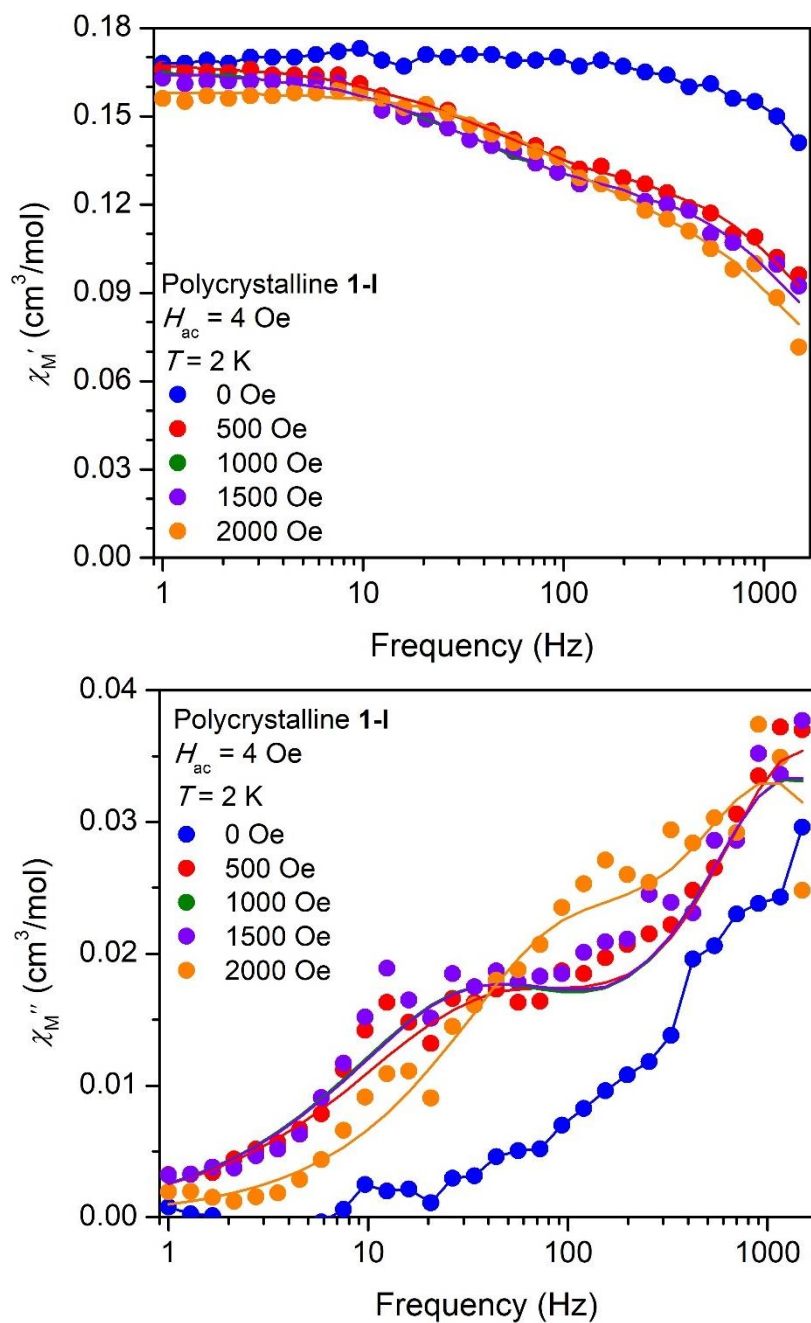 0.18
0.15
0.12
0.09
0.06
0.03
0.00
χM′ (cm3/mol)
Polycrystalline 1-I
Hac = 4 Oe
T = 2 K
0 Oe
500 Oe
1000 Oe
1500 Oe
2000 Oe
1 10 100 1000
Frequency (Hz)
0.04
0.03
0.02
0.01
0.00
χM″ (cm3/mol)
Polycrystalline 1-I
Hac = 4 Oe
T = 2 K
0 Oe
500 Oe
1000 Oe
1500 Oe
2000 Oe
1 10 100 1000
Frequency (Hz)